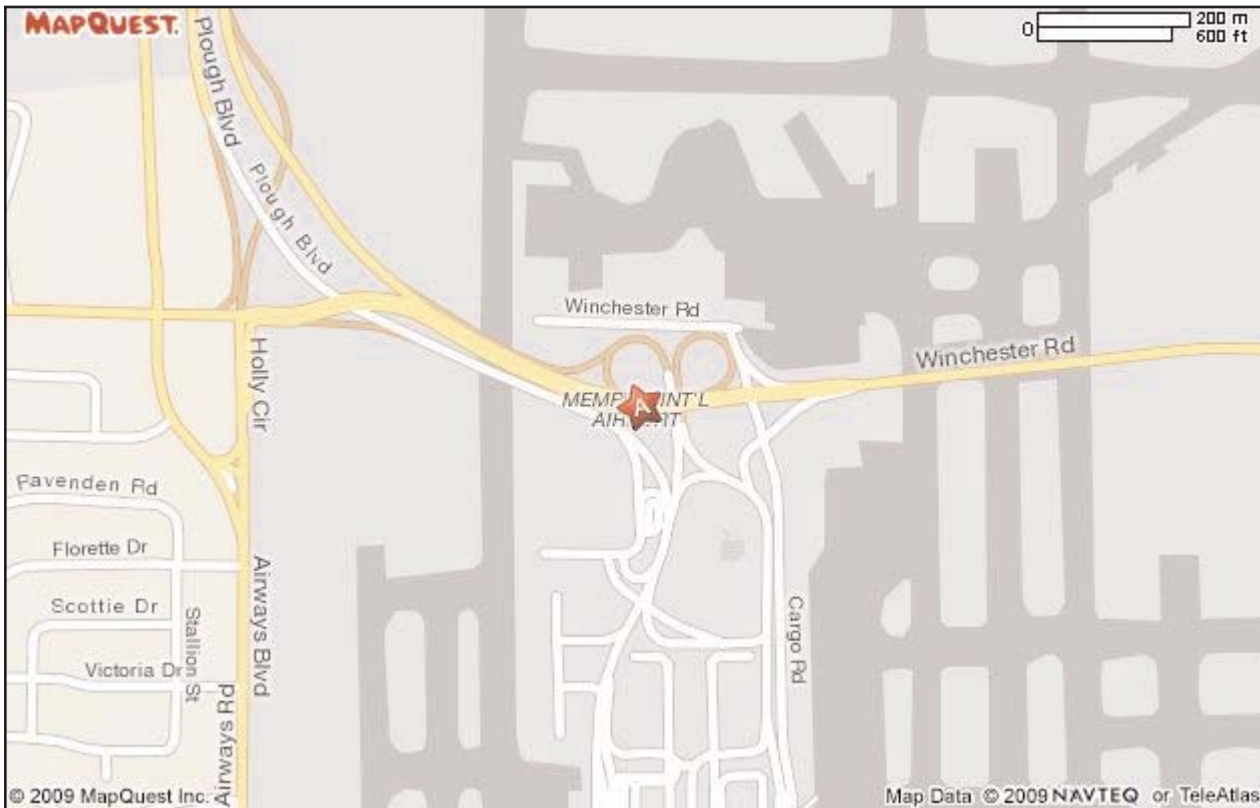 MAPQUEST.
0
200 m
600 ft
Plough Blvd
Plough Blvd
Winchester Rd
Winchester Rd
Holly Cir
A
INT'L
Pavenden Rd
Florette Dr
Scottie Dr
Stallion St
Victoria Dr
Airways Blvd
Airways Rd
Cargo Rd
© 2009 MapQuest Inc.
Map Data © 2009 NAVTEQ or TeleAtlas